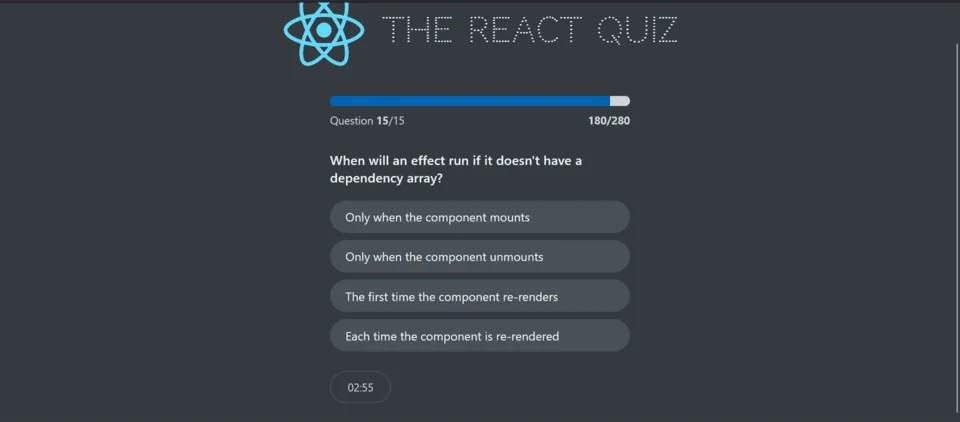 THE REACT QUIZ
Question 15/15
180/280
When will an effect run if it doesn't have a
dependency array?
Only when the component mounts
Only when the component unmounts
The first time the component re-renders
Each time the component is re-rendered
02:55